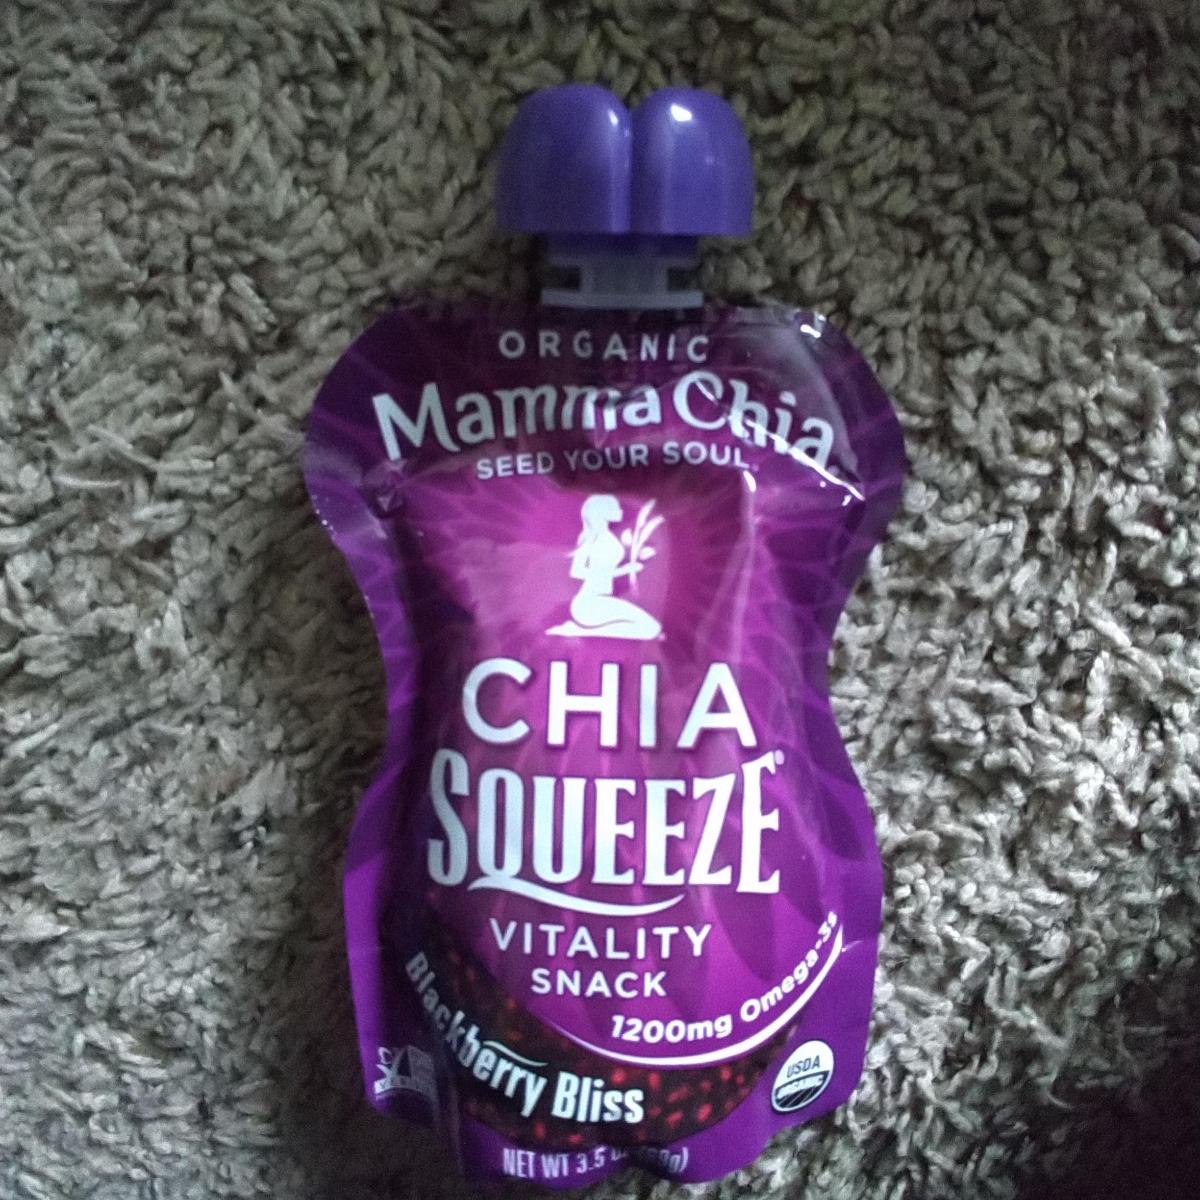 ORGANIC
Mamma Chia
SEED YOUR SOUL
CHIA
SQUEEZE®
VITALITY
SNACK
1200mg Omega-3s
Blackberry Bliss
USDA
ORGANIC
NET WT 3.5